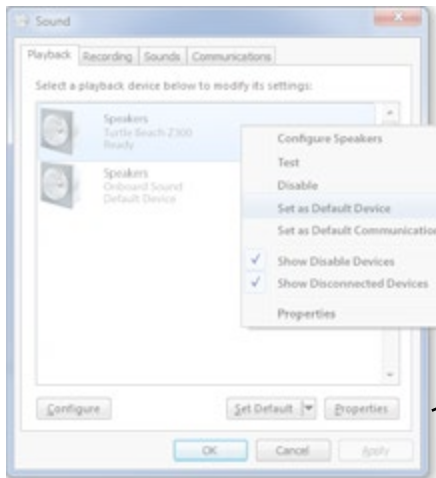 Sound
Playback Recording Sounds Communications
Select a playback device below to modify its settings:
Speakers
Turtle Beach Z300
Ready
Speakers
Onboard Sound
Default Device
Configure Speakers
Test
Disable
Set as Default Device
Set as Default Communication
Show Disable Devices
Show Disconnected Devices
Properties
Configure Set Default Properties
OK Cancel Apply